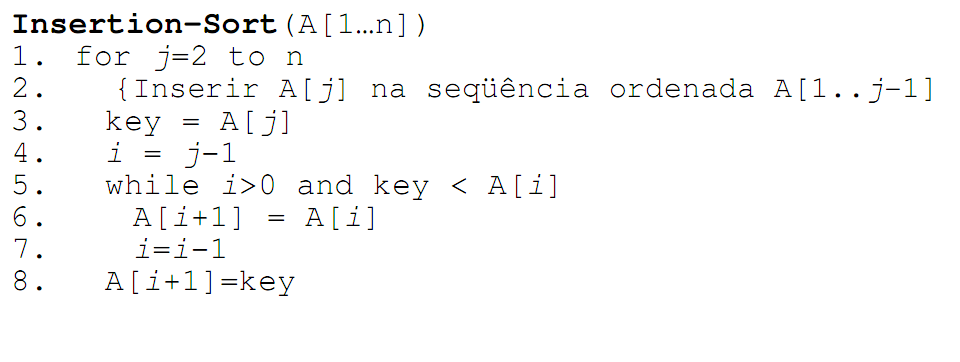 Insertion-Sort(A[1…n])
1. for j=2 to n
2. {Inserir A[j] na seqüência ordenada A[1..j-1]
3. key = A[j]
4. i = j-1
5. while i>0 and key < A[i]
6. A[i+1] = A[i]
7. i=i-1
8. A[i+1]=key